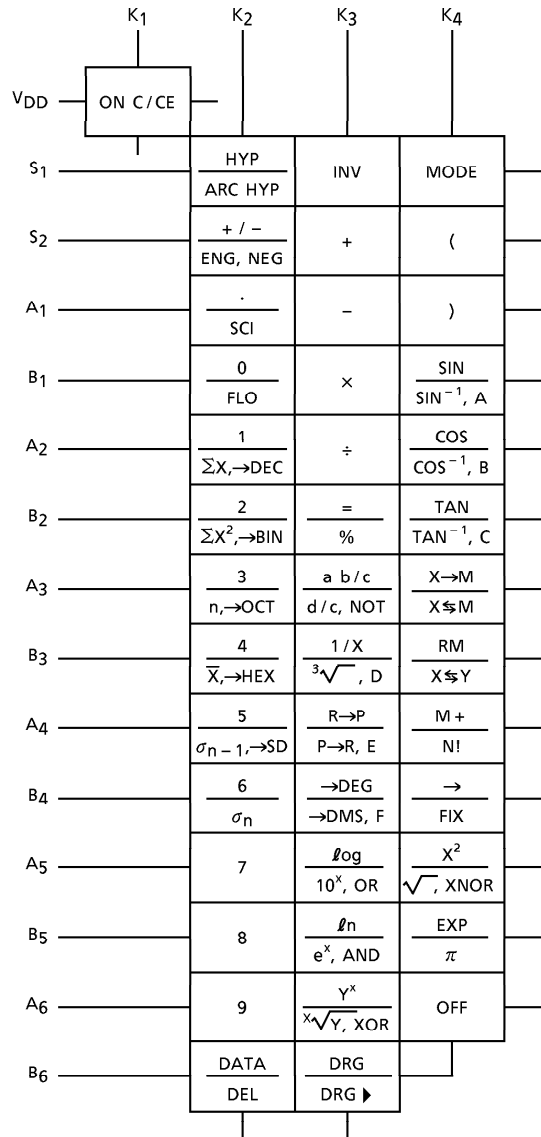 K1 K2 K3 K4
VDD ON C/CE
S1 HYP INV MODE
ARC HYP
S2 + / − + (
ENG, NEG
A1 . − )
SCI
B1 0 × SIN
FLO SIN⁻¹, A
A2 1 ÷ COS
ΣX,→DEC COS⁻¹, B
B2 2 = TAN
ΣX²,→BIN % TAN⁻¹, C
A3 3 a b/c X→M
n,→OCT d/c, NOT X⇆M
B3 4 1/X RM
X̅,→HEX ³√ , D X⇆Y
A4 5 R→P M+
σn−1,→SD P→R, E N!
B4 6 →DEG →
σn →DMS, F FIX
A5 7 ℓog X²
10ˣ, OR √ , XNOR
B5 8 ℓn EXP
eˣ, AND π
A6 9 Yˣ OFF
ˣ√Y, XOR
B6 DATA DRG
DEL DRG ▶